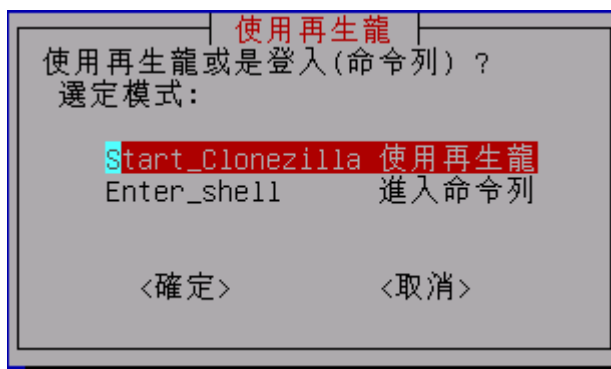 使用再生龍
使用再生龍或是登入(命令列) ?
選定模式:
Start_Clonezilla 使用再生龍
Enter_shell 進入命令列
<確定> <取消>